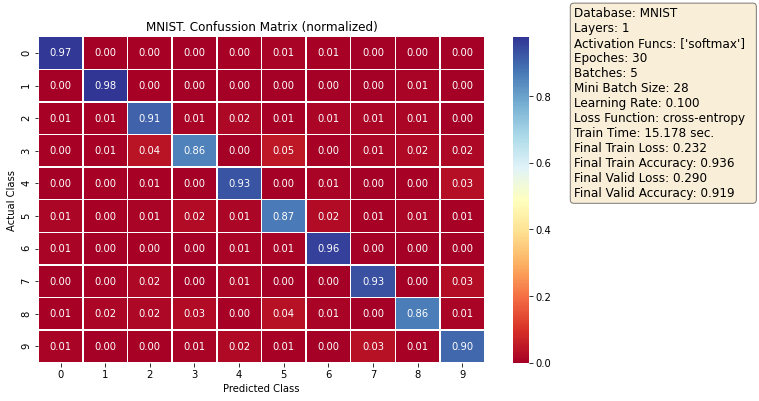 MNIST. Confussion Matrix (normalized)
0 0.97 0.00 0.00 0.00 0.00 0.01 0.01 0.00 0.00 0.00
1 0.00 0.98 0.00 0.00 0.00 0.00 0.00 0.00 0.01 0.00
2 0.01 0.01 0.91 0.01 0.02 0.01 0.01 0.01 0.01 0.00
3 0.00 0.01 0.04 0.86 0.00 0.05 0.00 0.01 0.02 0.02
4 0.00 0.00 0.01 0.00 0.93 0.00 0.01 0.00 0.00 0.03
5 0.01 0.00 0.01 0.02 0.01 0.87 0.02 0.01 0.01 0.01
6 0.01 0.00 0.00 0.00 0.01 0.01 0.96 0.00 0.00 0.00
7 0.00 0.00 0.02 0.00 0.01 0.00 0.00 0.93 0.00 0.03
8 0.01 0.02 0.02 0.03 0.00 0.04 0.01 0.00 0.86 0.01
9 0.01 0.00 0.00 0.01 0.02 0.01 0.00 0.03 0.01 0.90
0 1 2 3 4 5 6 7 8 9
Actual Class
Predicted Class
0.8
0.6
0.4
0.2
0.0
Database: MNIST
Layers: 1
Activation Funcs: ['softmax']
Epoches: 30
Batches: 5
Mini Batch Size: 28
Learning Rate: 0.100
Loss Function: cross-entropy
Train Time: 15.178 sec.
Final Train Loss: 0.232
Final Train Accuracy: 0.936
Final Valid Loss: 0.290
Final Valid Accuracy: 0.919